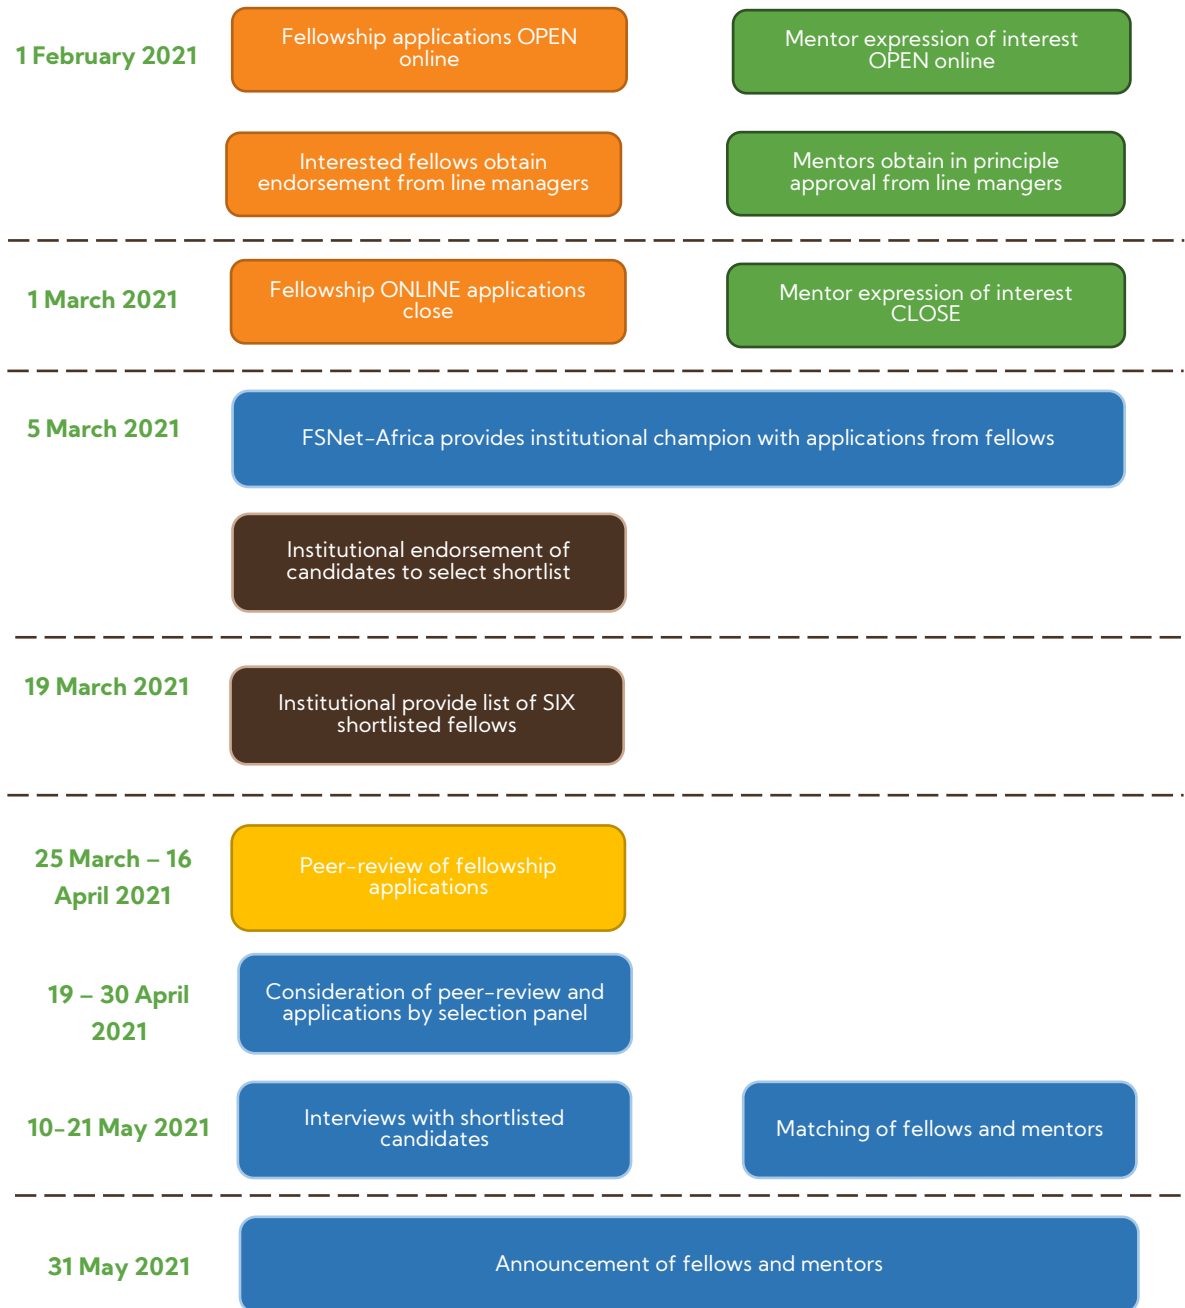 1 February 2021
Fellowship applications OPEN
online
Mentor expression of interest
OPEN online
Interested fellows obtain
endorsement from line managers
Mentors obtain in principle
approval from line mangers
1 March 2021
Fellowship ONLINE applications
close
Mentor expression of interest
CLOSE
5 March 2021
FSNet-Africa provides institutional champion with applications from fellows
Institutional endorsement of
candidates to select shortlist
19 March 2021
Institutional provide list of SIX
shortlisted fellows
25 March – 16
April 2021
Peer-review of fellowship
applications
19 – 30 April
2021
Consideration of peer-review and
applications by selection panel
10-21 May 2021
Interviews with shortlisted
candidates
Matching of fellows and mentors
31 May 2021
Announcement of fellows and mentors